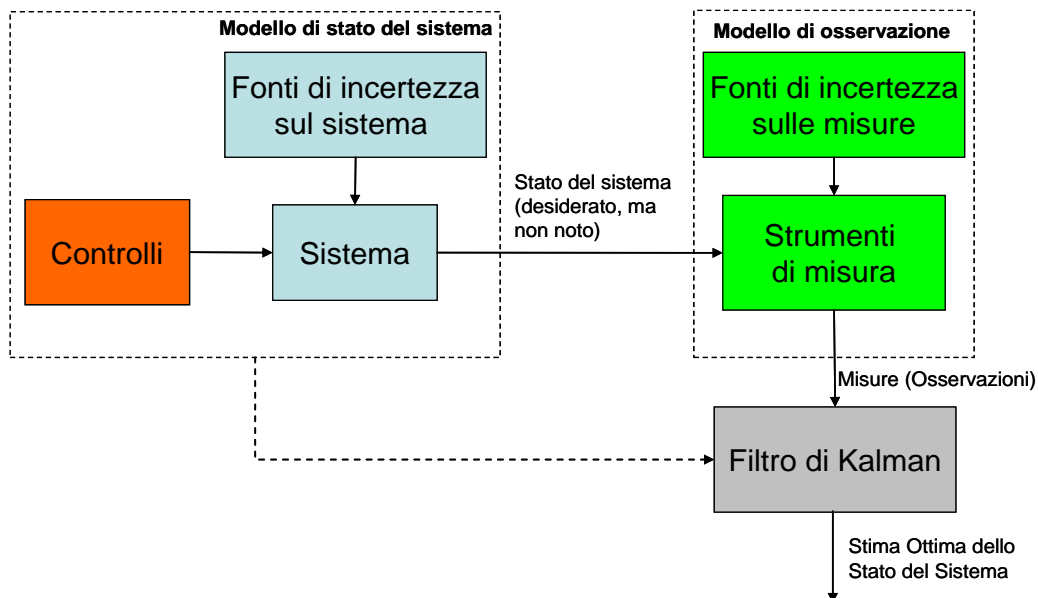 Modello di stato del sistema
Fonti di incertezza
sul sistema
Controlli
Sistema
Stato del sistema
(desiderato, ma
non noto)
Modello di osservazione
Fonti di incertezza
sulle misure
Strumenti
di misura
Misure (Osservazioni)
Filtro di Kalman
Stima Ottima dello
Stato del Sistema